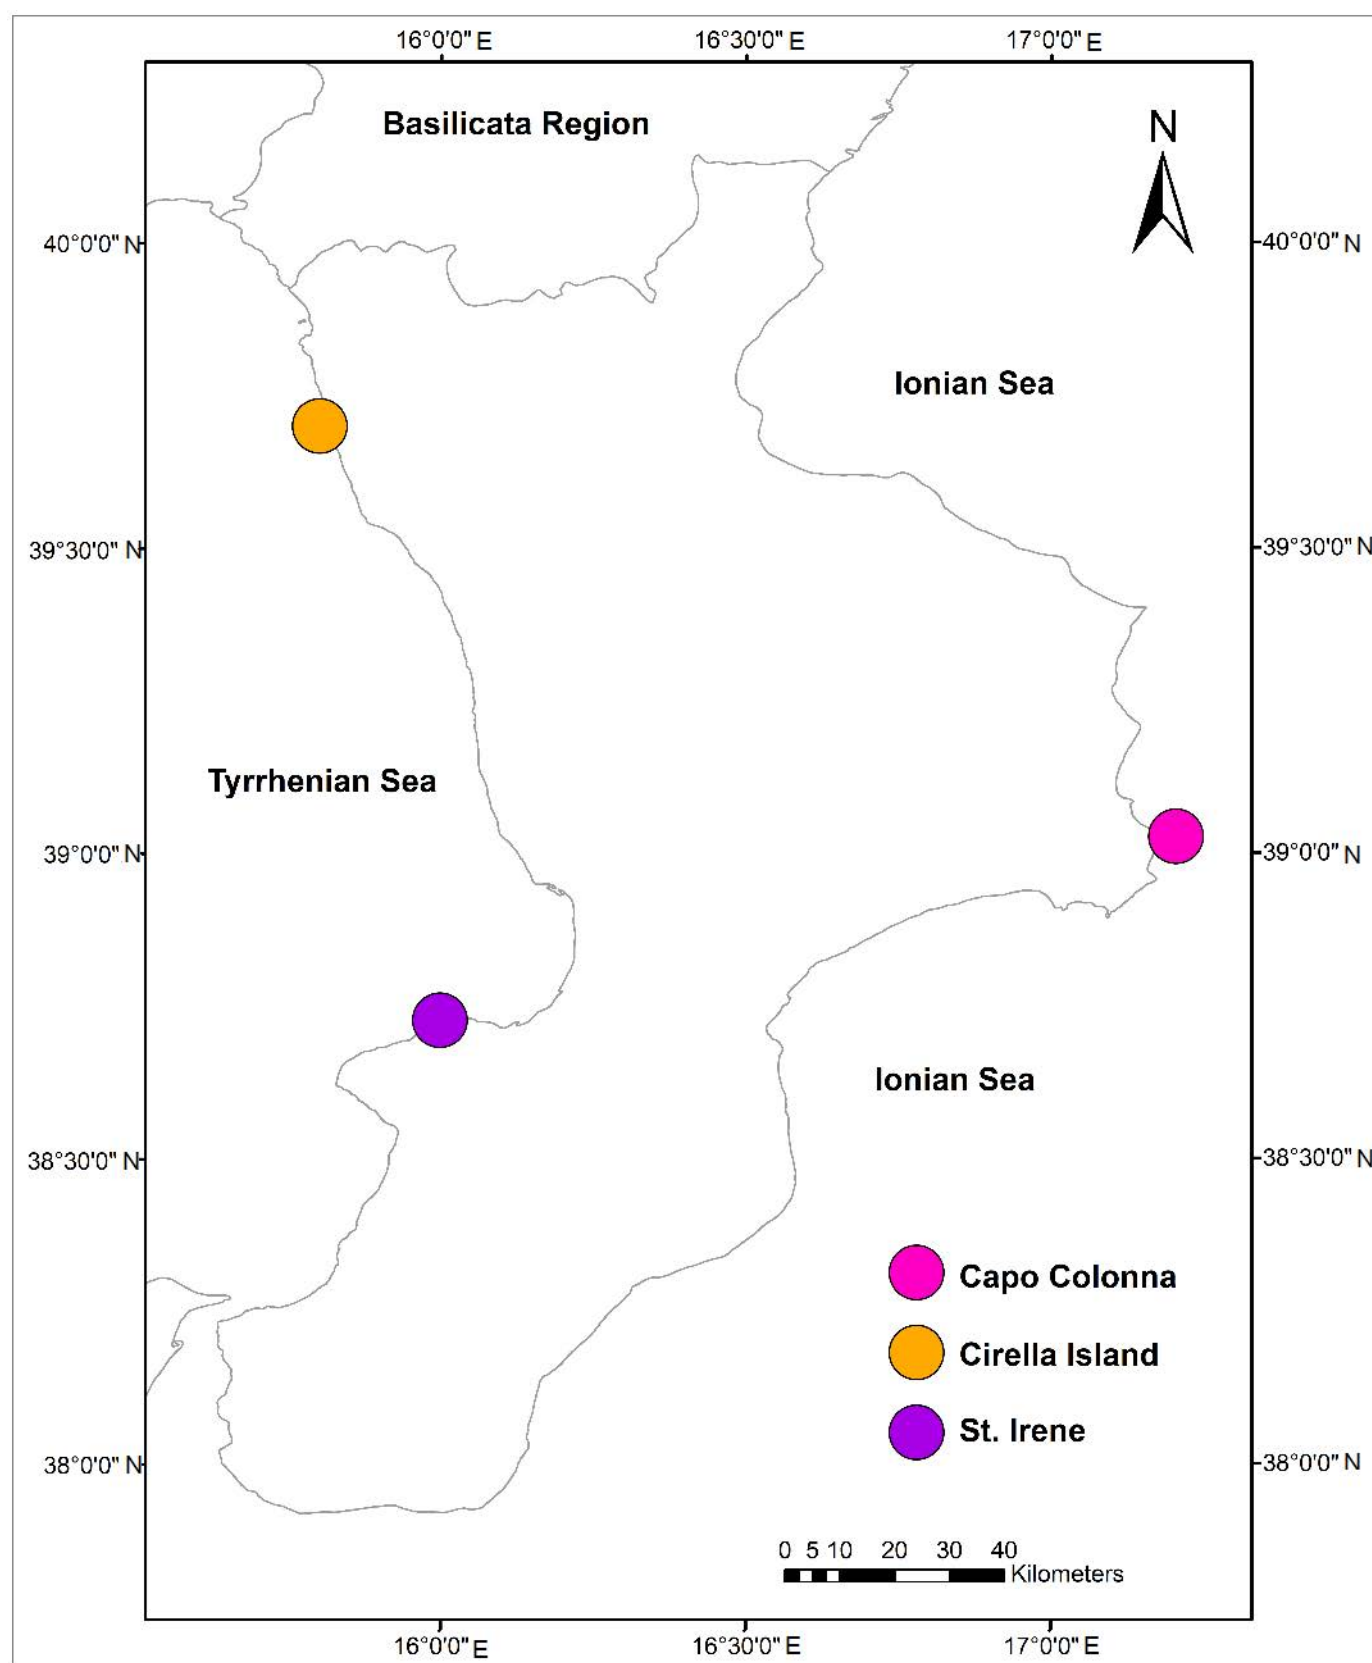 16°0'0" E 16°30'0" E 17°0'0" E
Basilicata Region
N
40°0'0" N 40°0'0" N
Ionian Sea
39°30'0" N 39°30'0" N
Tyrrhenian Sea
39°0'0" N 39°0'0" N
Ionian Sea
38°30'0" N 38°30'0" N
Capo Colonna
Cirella Island
St. Irene
38°0'0" N 38°0'0" N
0 5 10 20 30 40
Kilometers
16°0'0" E 16°30'0" E 17°0'0" E